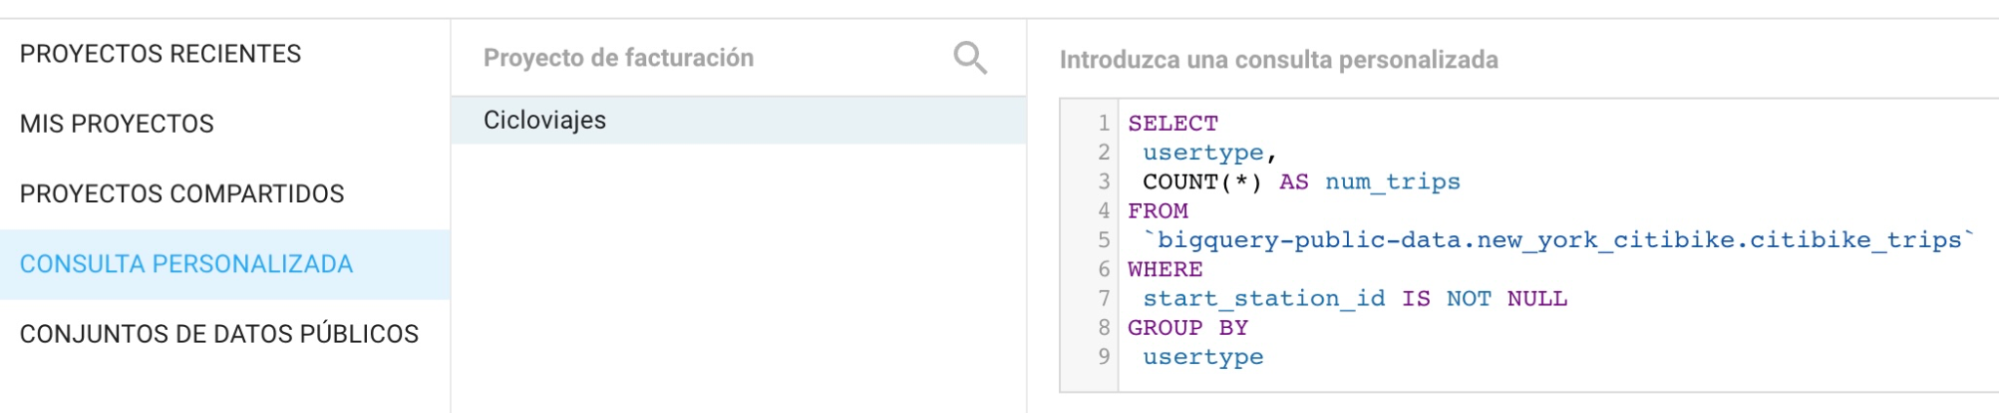 PROYECTOS RECIENTES
MIS PROYECTOS
PROYECTOS COMPARTIDOS
CONSULTA PERSONALIZADA
CONJUNTOS DE DATOS PÚBLICOS
Proyecto de facturación
Cicloviajes
Introduzca una consulta personalizada
1 SELECT
2 usertype,
3 COUNT(*) AS num_trips
4 FROM
5 `bigquery-public-data.new_york_citibike.citibike_trips`
6 WHERE
7 start_station_id IS NOT NULL
8 GROUP BY
9 usertype